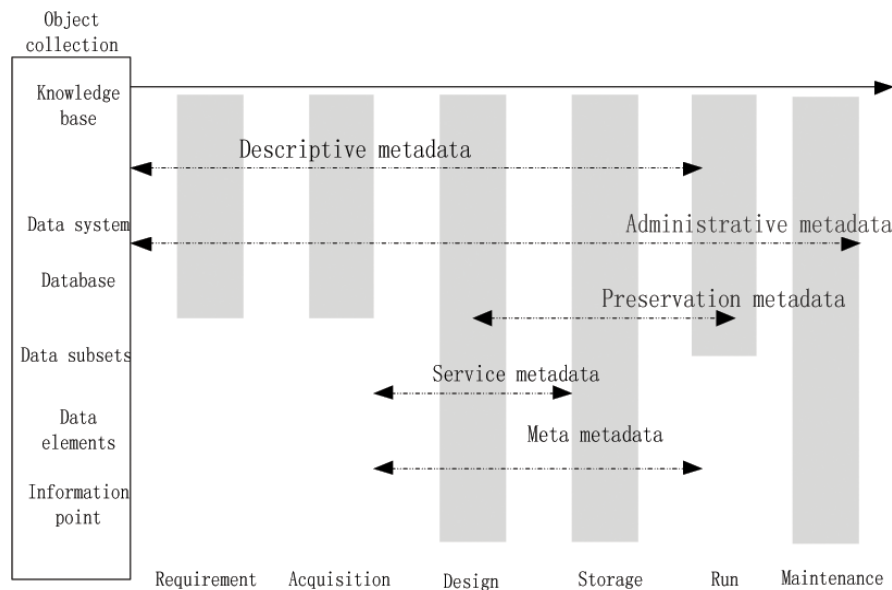 Object
collection
Knowledge
base
Descriptive metadata
Data system
Administrative metadata
Database
Preservation metadata
Data subsets
Service metadata
Data
elements
Meta metadata
Information
point
Requirement
Acquisition
Design
Storage
Run
Maintenance